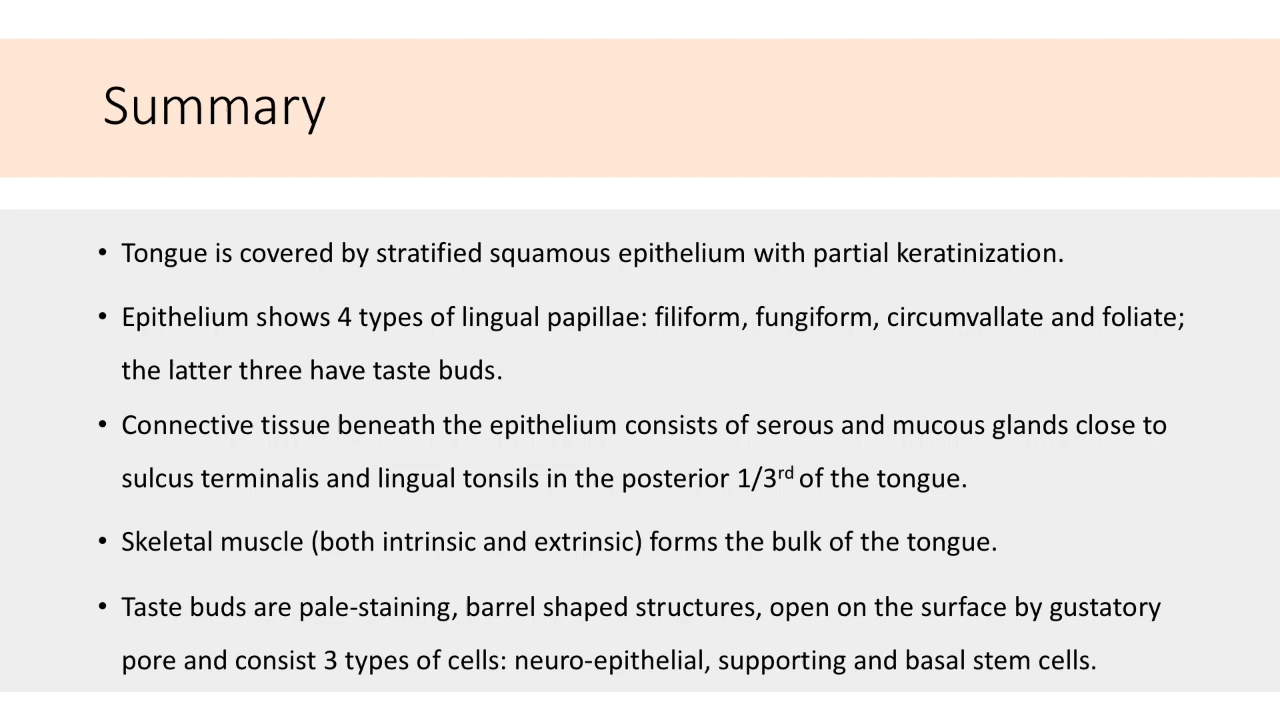 Summary
• Tongue is covered by stratified squamous epithelium with partial keratinization.
• Epithelium shows 4 types of lingual papillae: filiform, fungiform, circumvallate and foliate;
the latter three have taste buds.
• Connective tissue beneath the epithelium consists of serous and mucous glands close to
sulcus terminalis and lingual tonsils in the posterior 1/3rd of the tongue.
• Skeletal muscle (both intrinsic and extrinsic) forms the bulk of the tongue.
• Taste buds are pale-staining, barrel shaped structures, open on the surface by gustatory
pore and consist 3 types of cells: neuro-epithelial, supporting and basal stem cells.